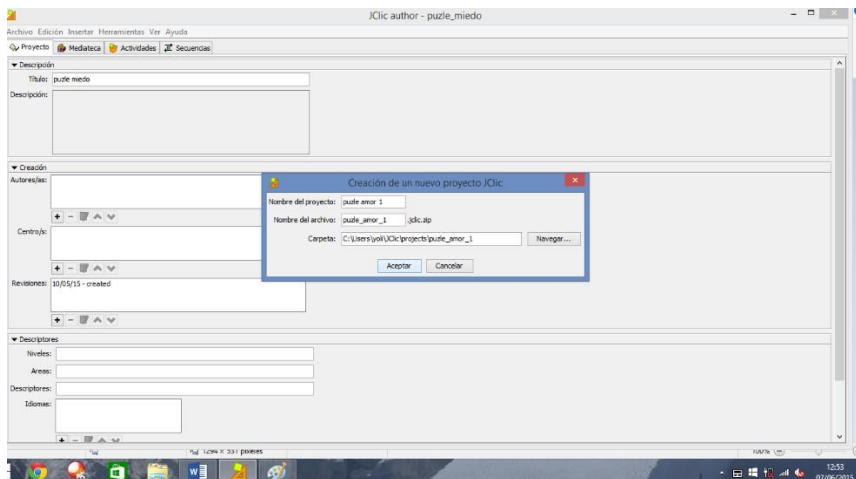 JClic author - puzle_miedo
Archivo Edición Insertar Herramientas Ver Ayuda
Proyecto Mediateca Actividades Secuencias
Descripción
Título: puzle miedo
Descripción:
Creación
Autores/as:
Creación de un nuevo proyecto JClic
Nombre del proyecto: puzle amor 1
Nombre del archivo: puzle_amor_1 .jclic.zip
Carpeta: C:\Users\yoli\JClic\projects\puzle_amor_1 Navegar...
Aceptar Cancelar
Centro/s:
Revisiones: 10/05/15 - created
Descriptores
Niveles:
Areas:
Descriptores:
Idiomas:
1294 × 551 píxeles
100%
12:53
07/06/2015